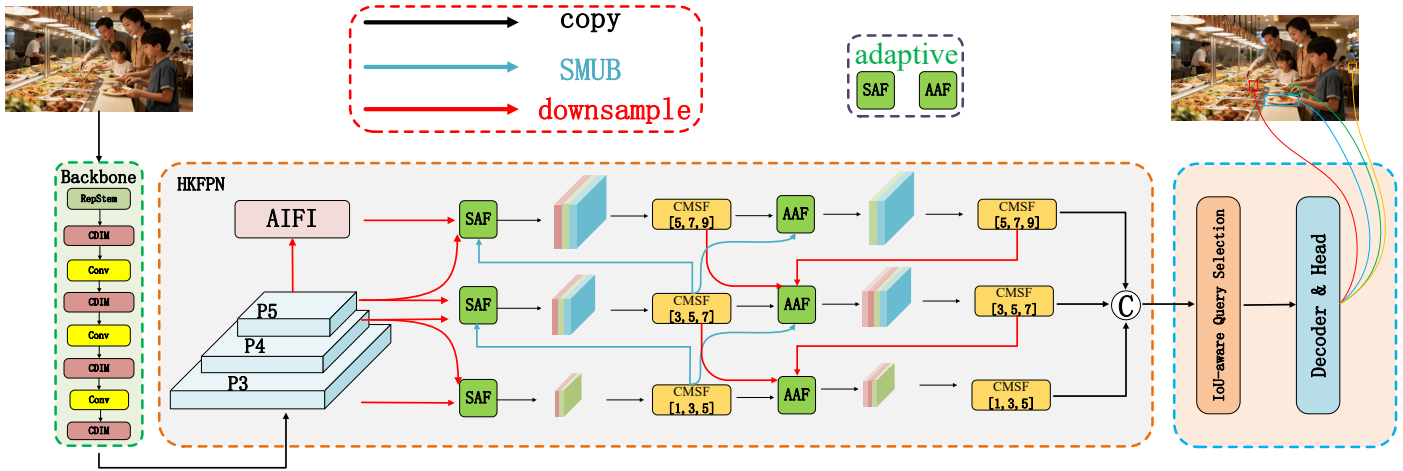 copy
SMUB
downsample
adaptive
SAF
AAF
Backbone
RepStem
CDIM
Conv
CDIM
Conv
CDIM
Conv
CDIM
HKFPN
AIFI
P5
P4
P3
SAF
CMSF
[5,7,9]
AAF
CMSF
[5,7,9]
SAF
CMSF
[3,5,7]
AAF
CMSF
[3,5,7]
SAF
CMSF
[1,3,5]
AAF
CMSF
[1,3,5]
C
IoU-aware Query Selection
Decoder & Head